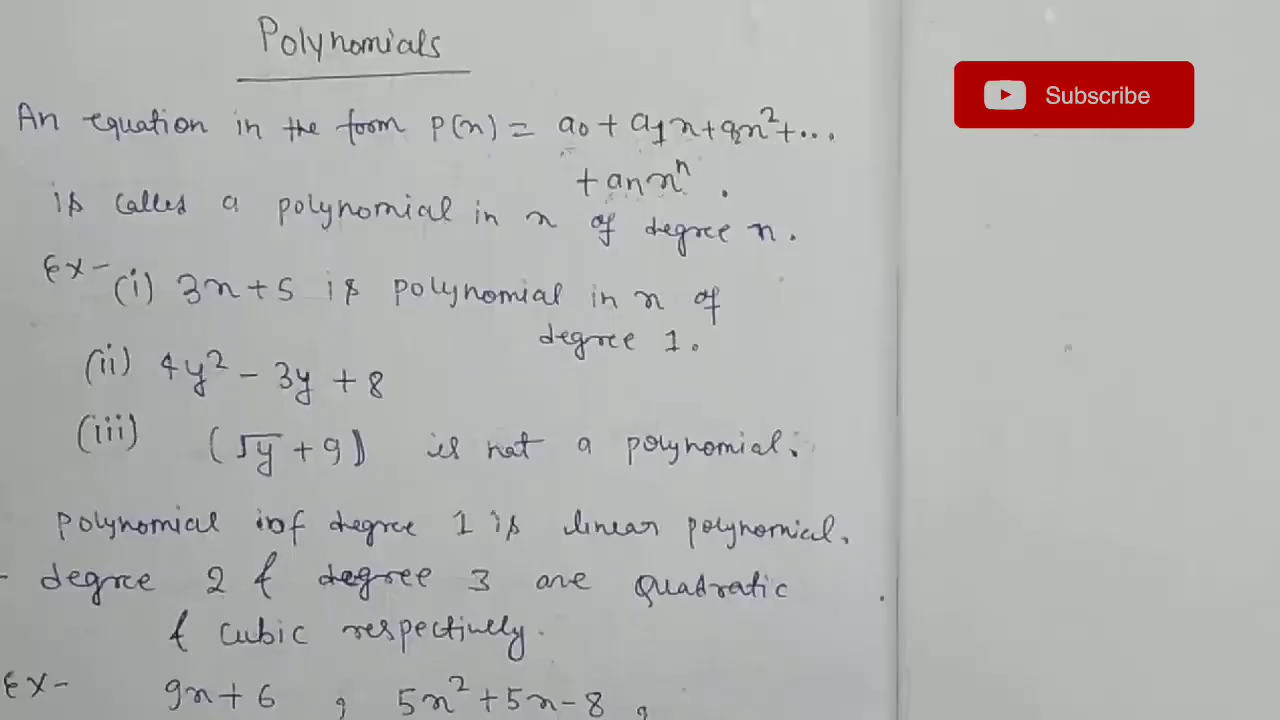 Polynomials
Subscribe
An equation in the form p(x) = a₀ + a₁x + a₂x² + ...
+ aₙxⁿ .
is called a polynomial in x of degree n.
Ex- (i) 3x + 5 is polynomial in x of
degree 1.
(ii) 4y² - 3y + 8
(iii) (√y + 9) is not a polynomial.
polynomial of degree 1 is linear polynomial.
- degree 2 & degree 3 are Quadratic
& cubic respectively.
Ex- 9x + 6 , 5x² + 5x - 8 ,